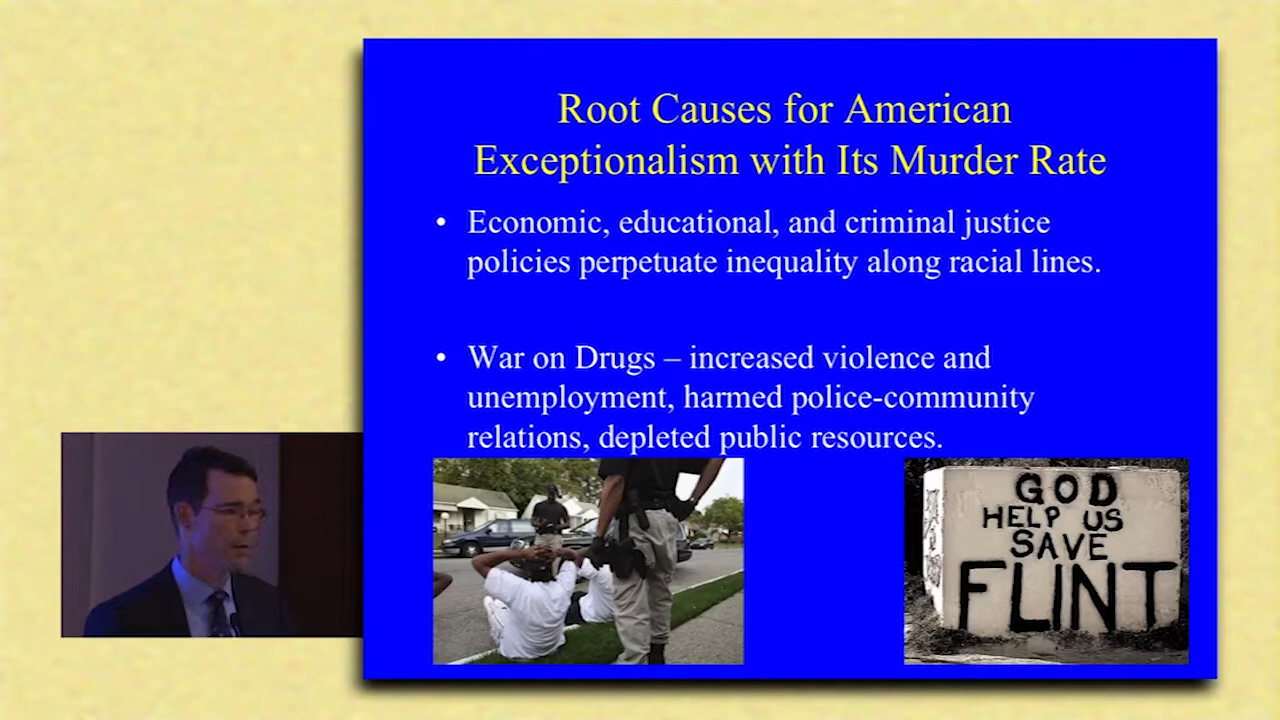 Root Causes for American
Exceptionalism with Its Murder Rate
• Economic, educational, and criminal justice
policies perpetuate inequality along racial lines.
• War on Drugs – increased violence and
unemployment, harmed police-community
relations, depleted public resources.
GOD
HELP US
SAVE
FLINT